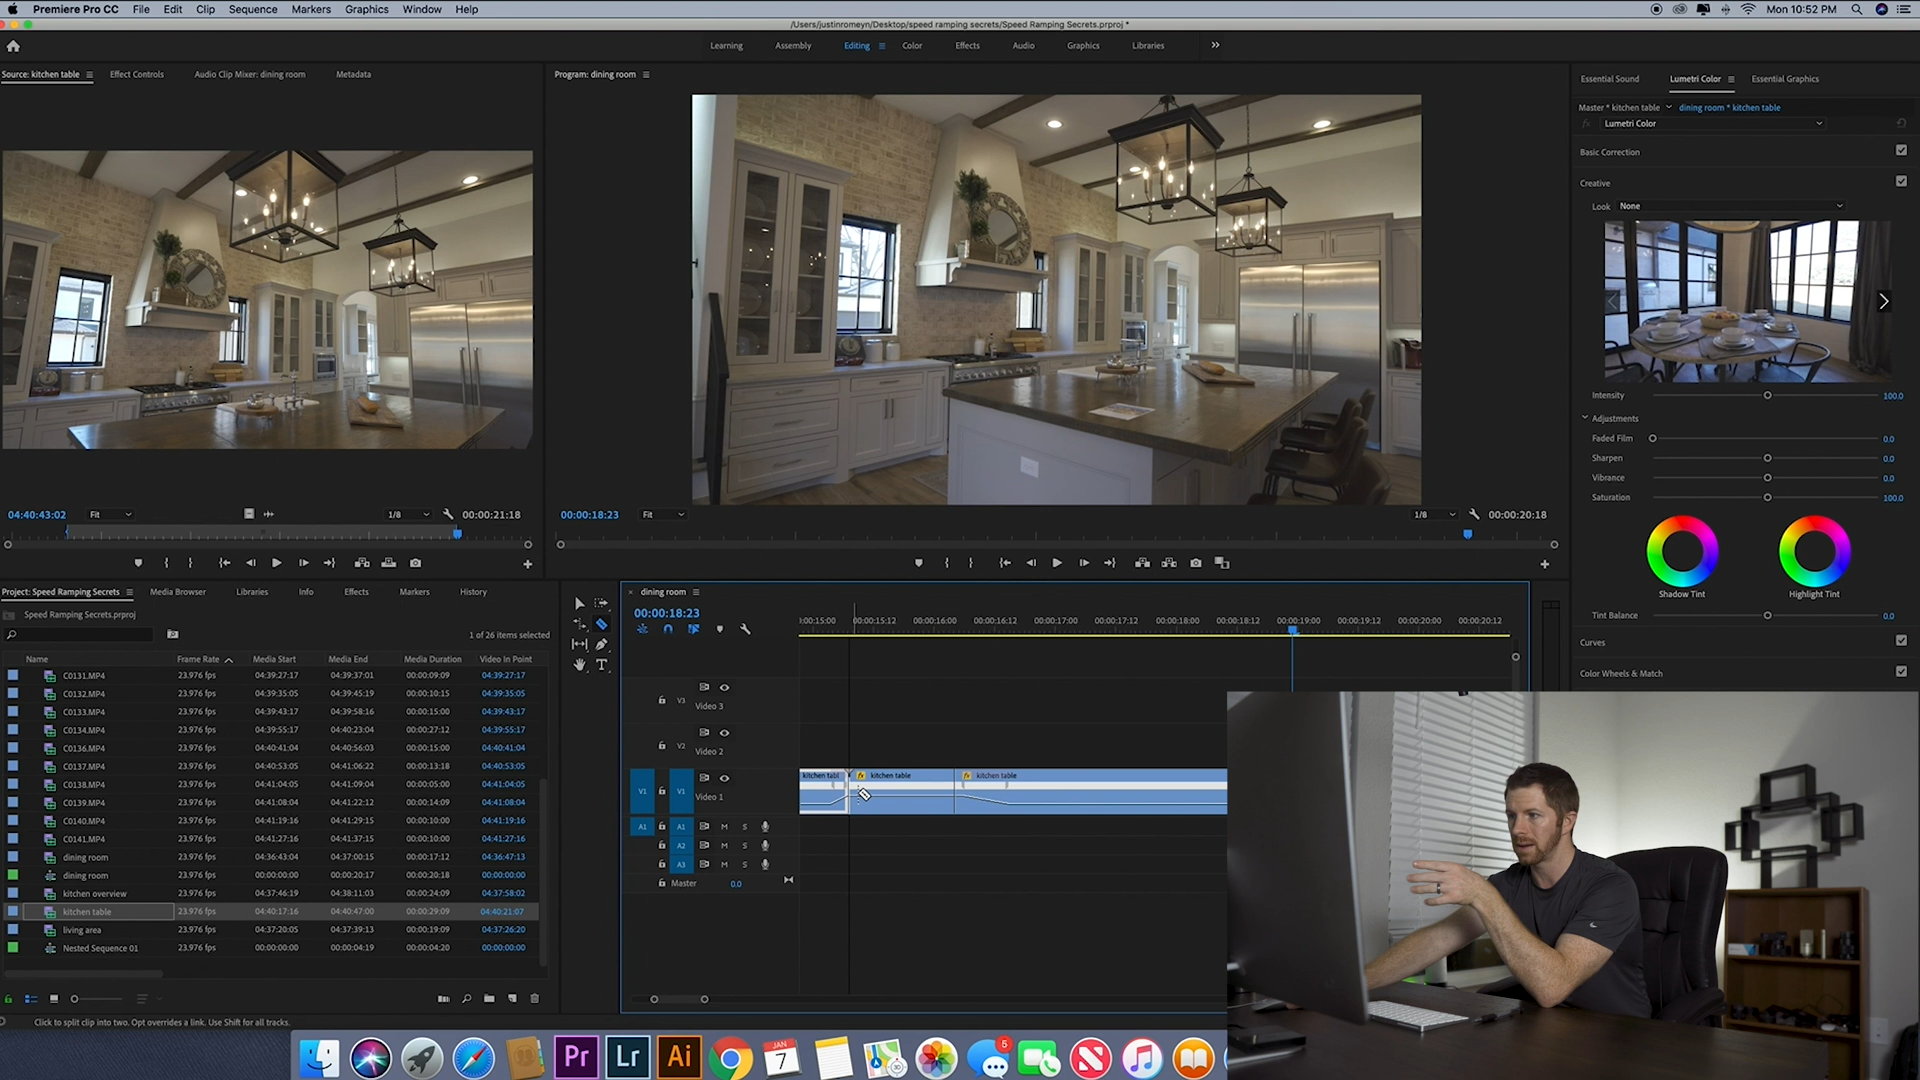 Premiere Pro CC File Edit Clip Sequence Markers Graphics Window Help Mon 10:52 PM
/Users/justinromeyn/Desktop/speed ramping secrets/Speed Ramping Secrets.prproj *
Learning Assembly Editing Color Effects Audio Graphics Libraries
Source: kitchen table Effect Controls Audio Clip Mixer: dining room Metadata
Program: dining room
Essential Sound Lumetri Color Essential Graphics
Master * kitchen table dining room * kitchen table
fx Lumetri Color
Basic Correction
Creative
Look None
Intensity 100.0
Adjustments
Faded Film 0.0
Sharpen 0.0
Vibrance 0.0
Saturation 100.0
Shadow Tint Highlight Tint
Tint Balance 0.0
Curves
Color Wheels & Match
04:40:43:02 Fit 1/8 00:00:21:18
00:00:18:23 Fit 1/8 00:00:20:18
Project: Speed Ramping Secrets Media Browser Libraries Info Effects Markers History
Speed Ramping Secrets.prproj
1 of 26 items selected
Name Frame Rate Media Start Media End Media Duration Video In Point
C0131.MP4 23.976 fps 04:39:27:17 04:39:37:01 00:00:09:09 04:39:27:17
C0132.MP4 23.976 fps 04:39:35:05 04:39:45:19 00:00:10:15 04:39:35:05
C0133.MP4 23.976 fps 04:39:43:17 04:39:58:16 00:00:15:00 04:39:43:17
C0134.MP4 23.976 fps 04:39:55:17 04:40:23:04 00:00:27:12 04:39:55:17
C0136.MP4 23.976 fps 04:40:41:04 04:40:56:03 00:00:15:00 04:40:41:04
C0137.MP4 23.976 fps 04:40:53:05 04:41:06:22 00:00:13:18 04:40:53:05
C0138.MP4 23.976 fps 04:41:04:05 04:41:09:04 00:00:05:00 04:41:04:05
C0139.MP4 23.976 fps 04:41:08:04 04:41:22:12 00:00:14:09 04:41:08:04
C0140.MP4 23.976 fps 04:41:19:16 04:41:29:15 00:00:10:00 04:41:19:16
C0141.MP4 23.976 fps 04:41:27:16 04:41:37:15 00:00:10:00 04:41:27:16
dining room 23.976 fps 04:36:43:04 04:37:00:15 00:00:17:12 04:36:47:13
dining room 23.976 fps 00:00:00:00 00:00:20:17 00:00:20:18 00:00:00:00
kitchen overview 23.976 fps 04:37:46:19 04:38:11:03 00:00:24:09 04:37:58:02
kitchen table 23.976 fps 04:40:17:16 04:40:47:00 00:00:29:09 04:40:21:07
living area 23.976 fps 04:37:20:05 04:37:39:13 00:00:19:09 04:37:26:20
Nested Sequence 01 23.976 fps 00:00:00:00 00:00:04:19 00:00:04:20 00:00:00:00
Click to split clip into two. Opt overrides a link. Use Shift for all tracks.
× dining room
00:00:18:23
:00:15:00 00:00:15:12 00:00:16:00 00:00:16:12 00:00:17:00 00:00:17:12 00:00:18:00 00:00:18:12 00:00:19:00 00:00:19:12 00:00:20:00 00:00:20:12
V3 Video 3
V2 Video 2
V1 V1 Video 1
kitchen tabl fx kitchen table fx kitchen table
A1 A1 M S
A2 M S
A3 M S
Master 0.0
T
Pr Lr Ai JAN 7 5